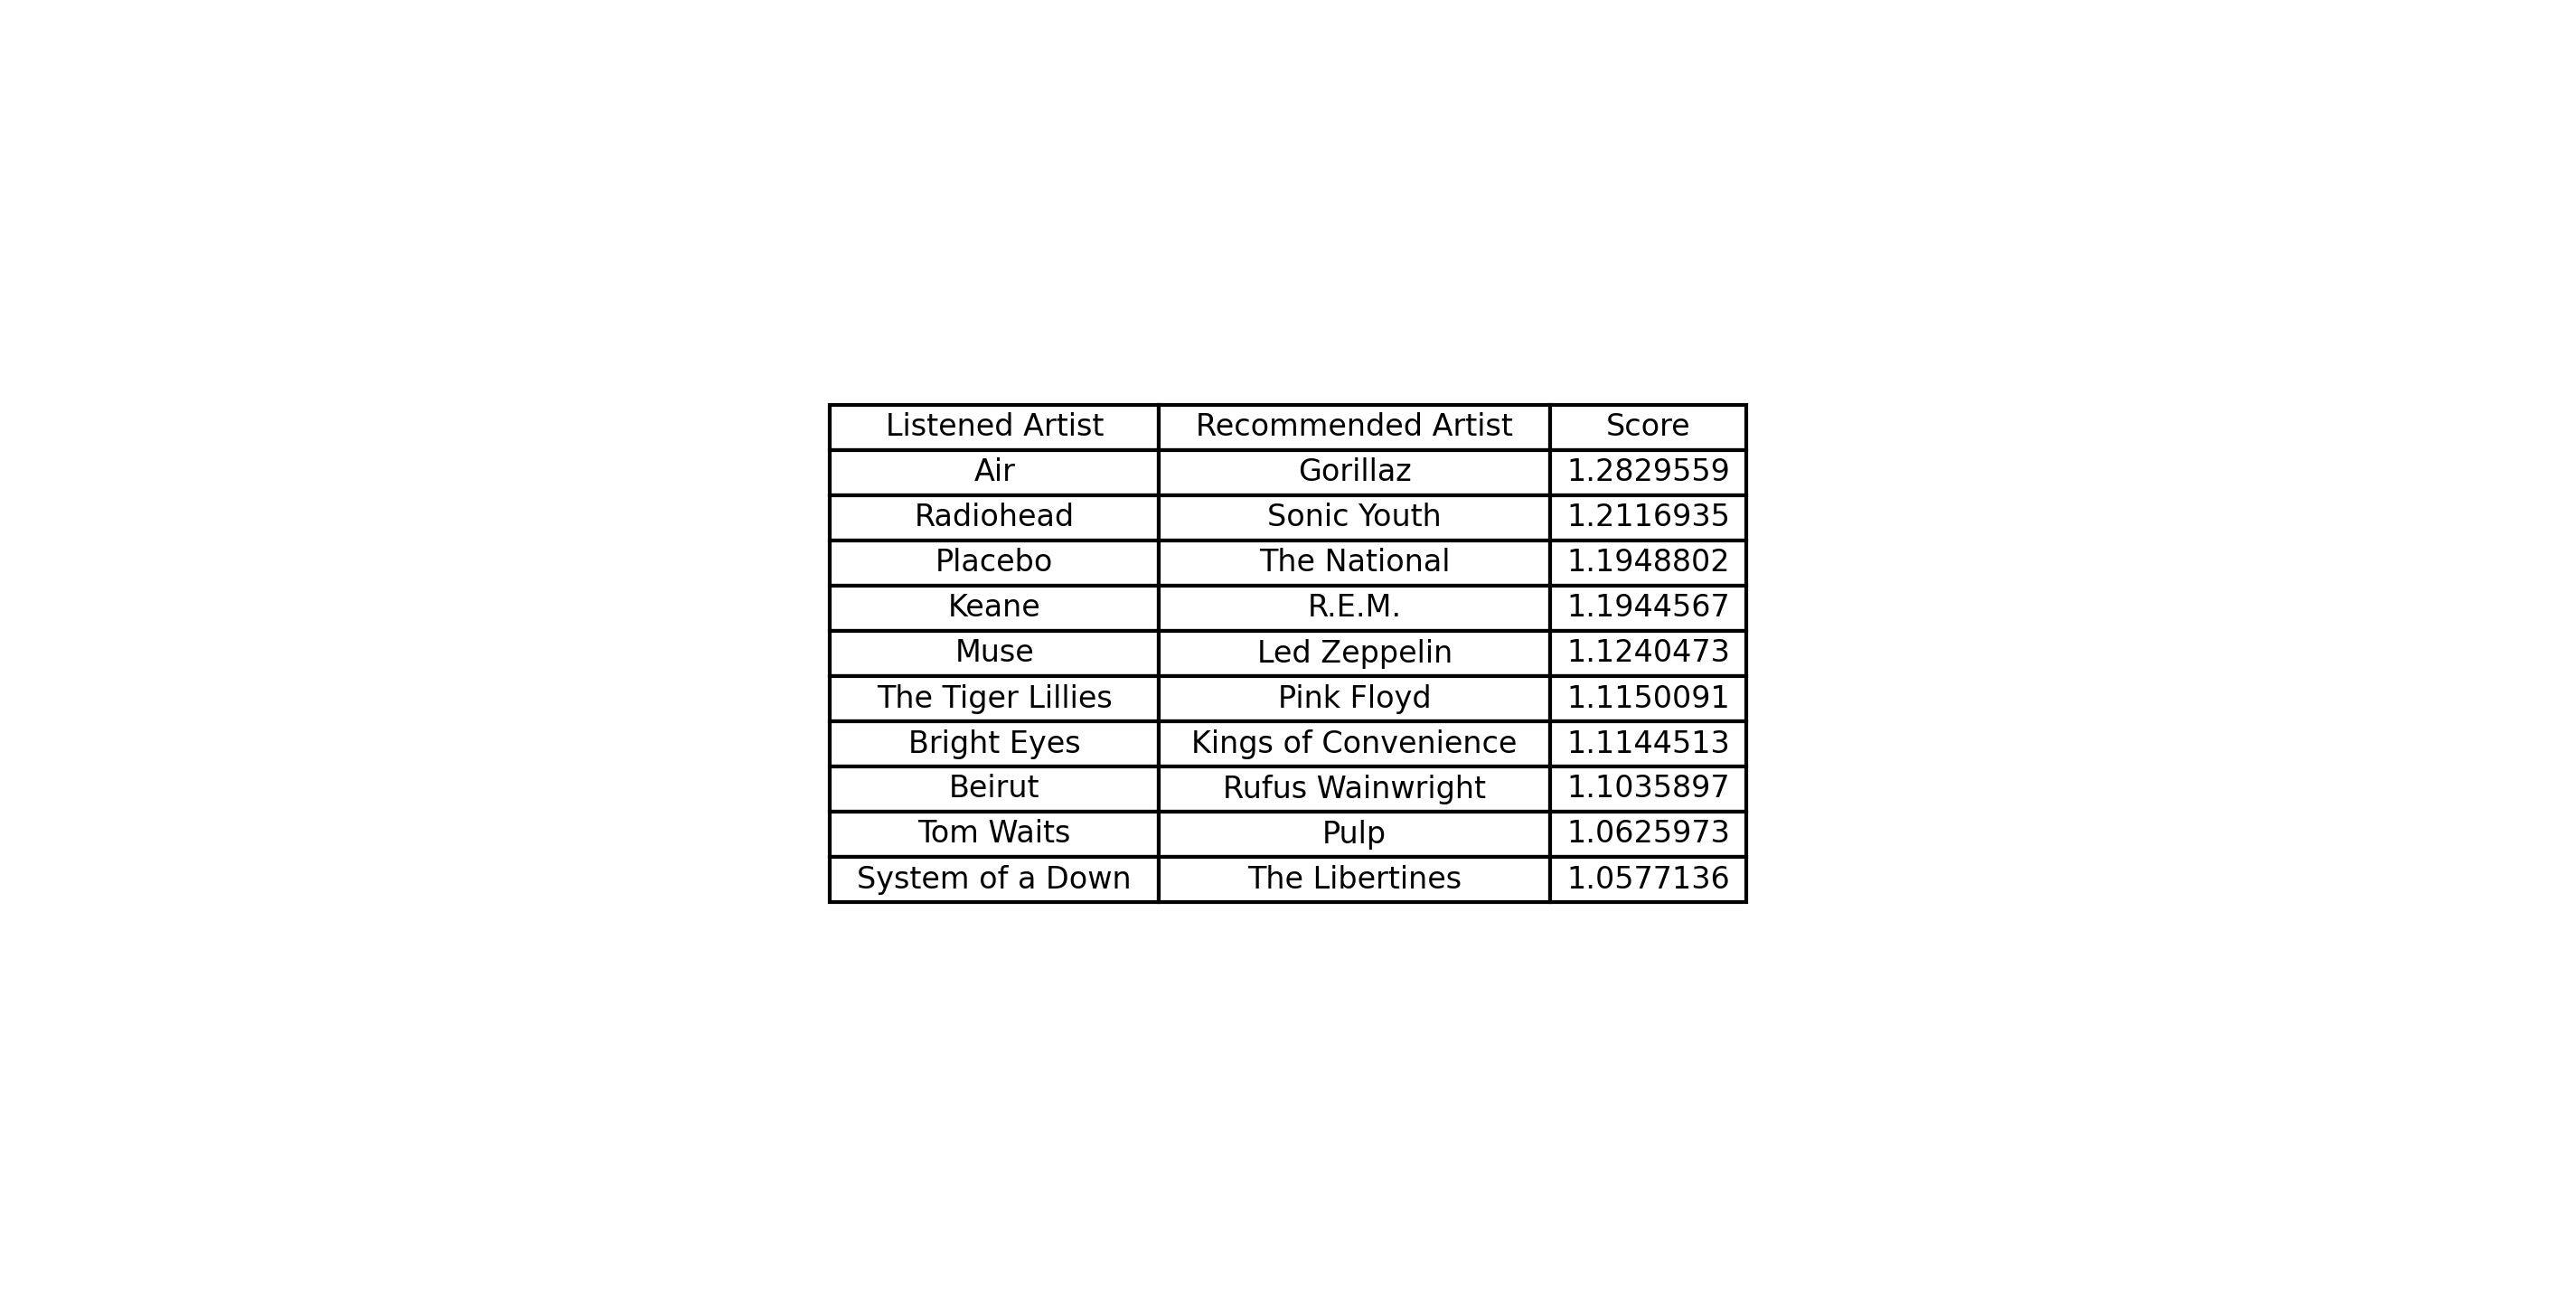 Listened Artist Recommended Artist Score
Air Gorillaz 1.2829559
Radiohead Sonic Youth 1.2116935
Placebo The National 1.1948802
Keane R.E.M. 1.1944567
Muse Led Zeppelin 1.1240473
The Tiger Lillies Pink Floyd 1.1150091
Bright Eyes Kings of Convenience 1.1144513
Beirut Rufus Wainwright 1.1035897
Tom Waits Pulp 1.0625973
System of a Down The Libertines 1.0577136